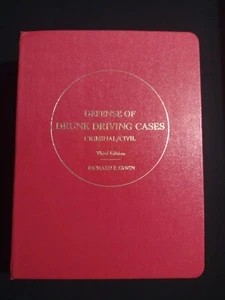 DEFENSE OF
DRUNK DRIVING CASES
CRIMINAL/CIVIL
Third Edition
RICHARD E. ERWIN